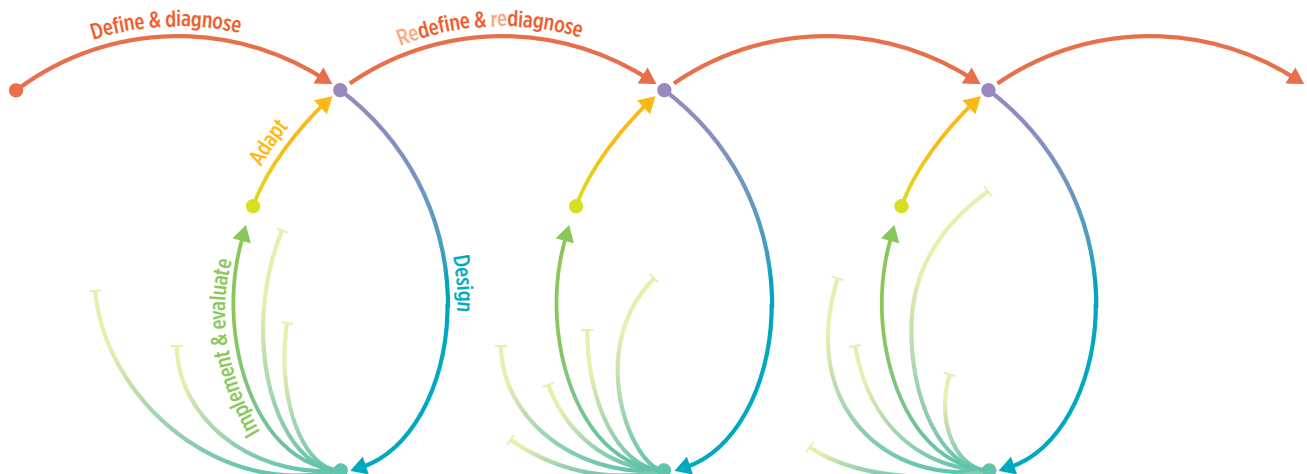 Define & diagnose
Redefine & rediagnose
Adapt
Implement & evaluate
Design